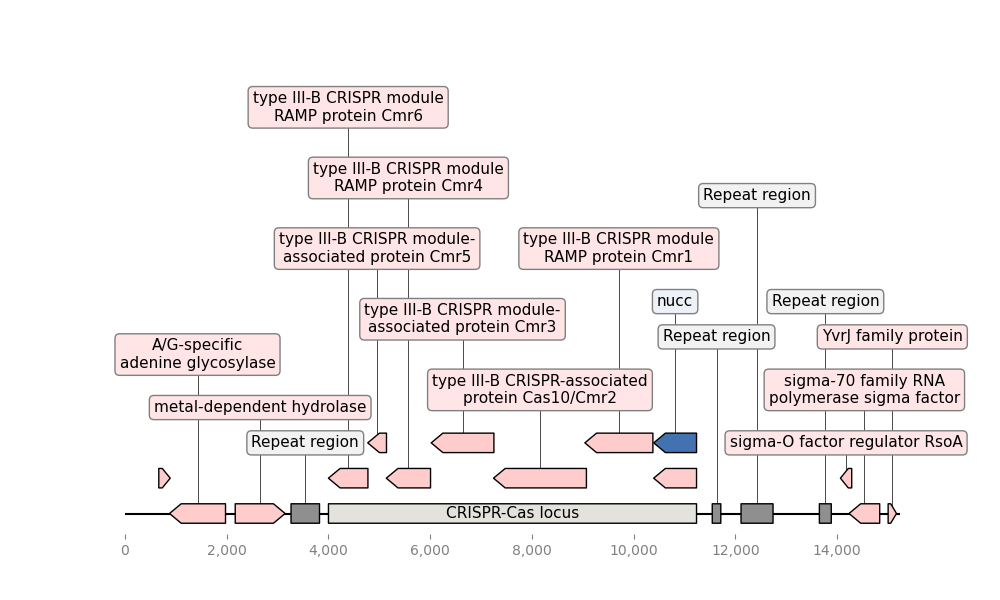 type III-B CRISPR module
RAMP protein Cmr6
type III-B CRISPR module
RAMP protein Cmr4
Repeat region
type III-B CRISPR module-
associated protein Cmr5
type III-B CRISPR module
RAMP protein Cmr1
nucc
Repeat region
type III-B CRISPR module-
associated protein Cmr3
Repeat region
YvrJ family protein
A/G-specific
adenine glycosylase
type III-B CRISPR-associated
protein Cas10/Cmr2
sigma-70 family RNA
polymerase sigma factor
metal-dependent hydrolase
Repeat region
sigma-O factor regulator RsoA
CRISPR-Cas locus
0 2,000 4,000 6,000 8,000 10,000 12,000 14,000